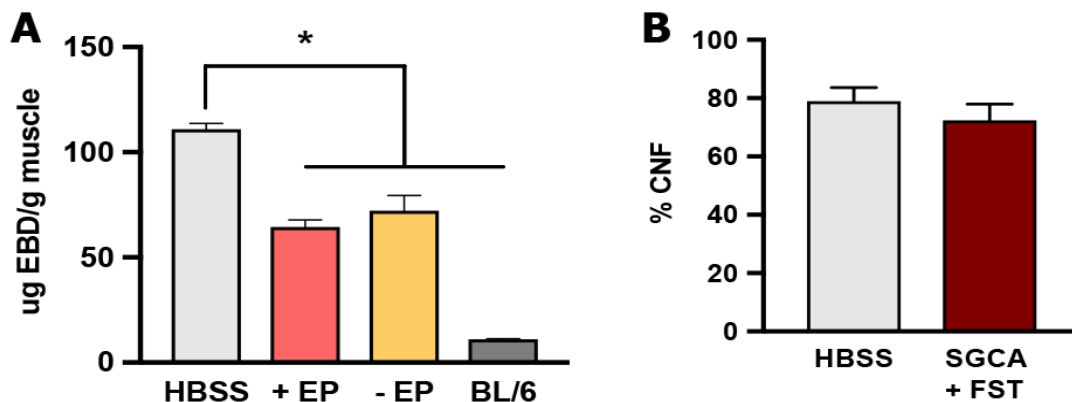 A
ug EBD/g muscle
150
100
50
0
*
HBSS + EP - EP BL/6
B
% CNF
100
80
60
40
20
0
HBSS SGCA
+ FST